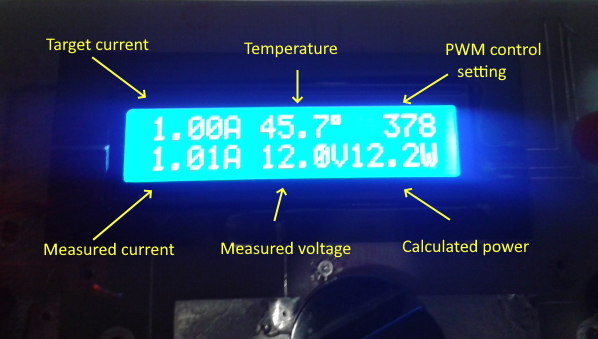 Target current
Temperature
PWM control
setting
1.00A 45.7° 378
1.01A 12.0V12.2W
Measured current
Measured voltage
Calculated power